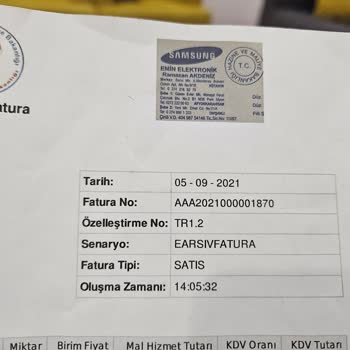 SAMSUNG
EMİN ELEKTRONİK
Ramazan AKDENİZ
T.C.
Fatura
Tarih: 05 - 09 - 2021
Fatura No: AAA2021000001870
Özelleştirme No: TR1.2
Senaryo: EARSIVFATURA
Fatura Tipi: SATIS
Oluşma Zamanı: 14:05:32
Miktar Birim Fiyat Mal Hizmet Tutarı KDV Oranı KDV Tutarı